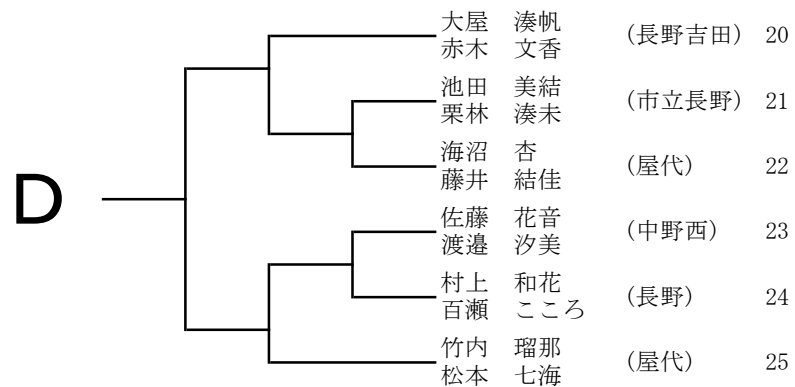 大屋　湊帆
赤木　文香　（長野吉田）　20
池田　美結
栗林　湊未　（市立長野）　21
海沼　杏
藤井　結佳　（屋代）　22
D
佐藤　花音
渡邉　汐美　（中野西）　23
村上　和花
百瀬　こころ　（長野）　24
竹内　瑠那
松本　七海　（屋代）　25